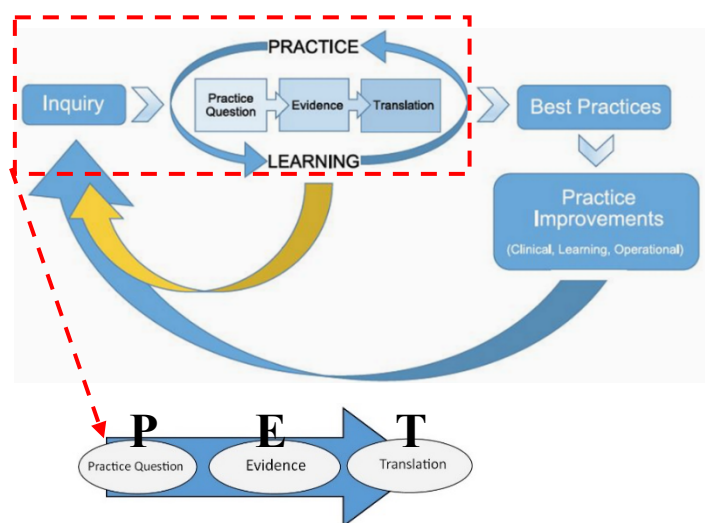 PRACTICE
Inquiry
Practice
Question
Evidence
Translation
LEARNING
Best Practices
Practice
Improvements
(Clinical, Learning, Operational)
P E T
Practice Question
Evidence
Translation